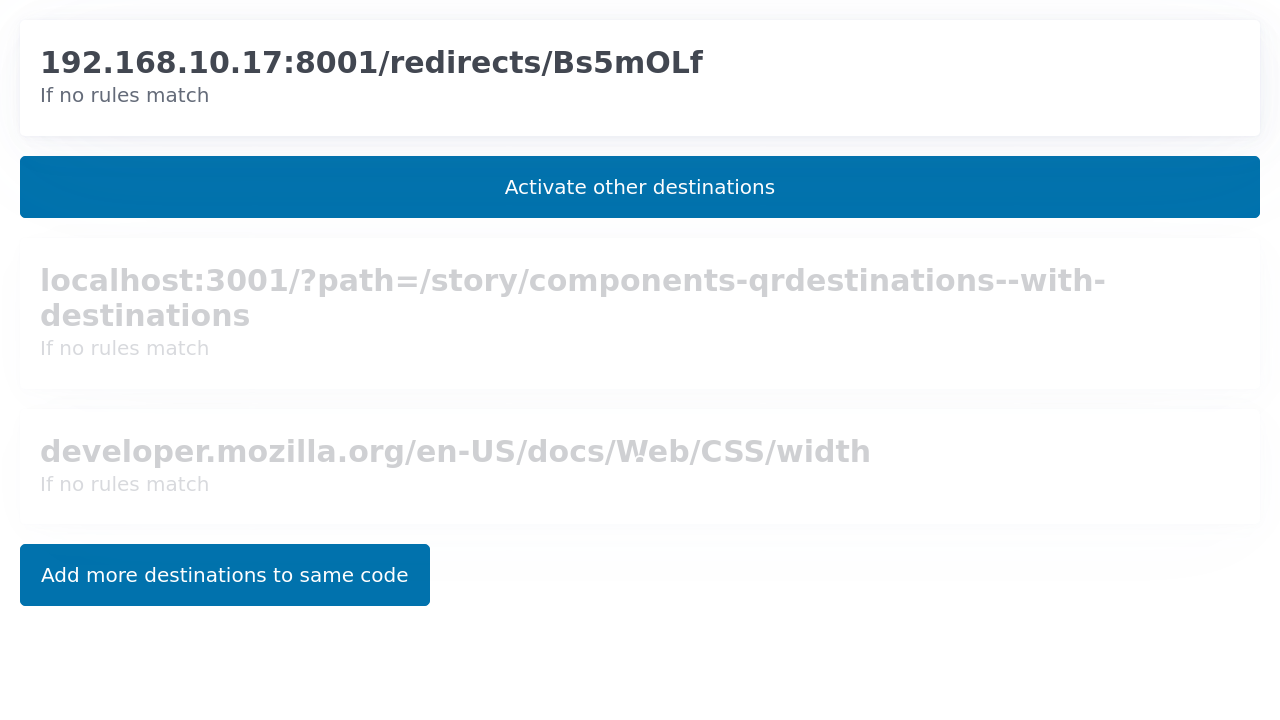 192.168.10.17:8001/redirects/Bs5mOLf
If no rules match
Activate other destinations
localhost:3001/?path=/story/components-qrdestinations--with-
destinations
If no rules match
developer.mozilla.org/en-US/docs/Web/CSS/width
If no rules match
Add more destinations to same code